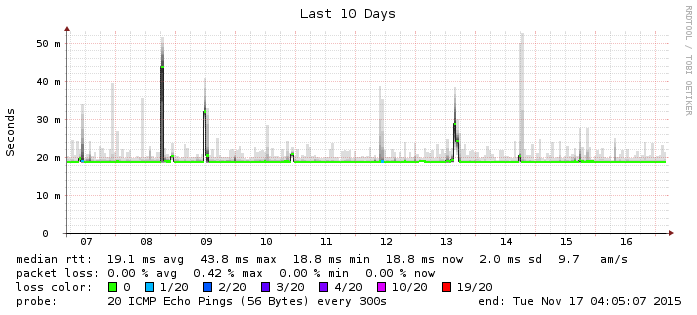 Last 10 Days
RRDTOOL / TOBI OETIKER
Seconds
50 m
40 m
30 m
20 m
10 m
0
07 08 09 10 11 12 13 14 15 16
median rtt: 19.1 ms avg 43.8 ms max 18.8 ms min 18.8 ms now 2.0 ms sd 9.7 am/s
packet loss: 0.00 % avg 0.42 % max 0.00 % min 0.00 % now
loss color: 0 1/20 2/20 3/20 4/20 10/20 19/20
probe: 20 ICMP Echo Pings (56 Bytes) every 300s end: Tue Nov 17 04:05:07 2015